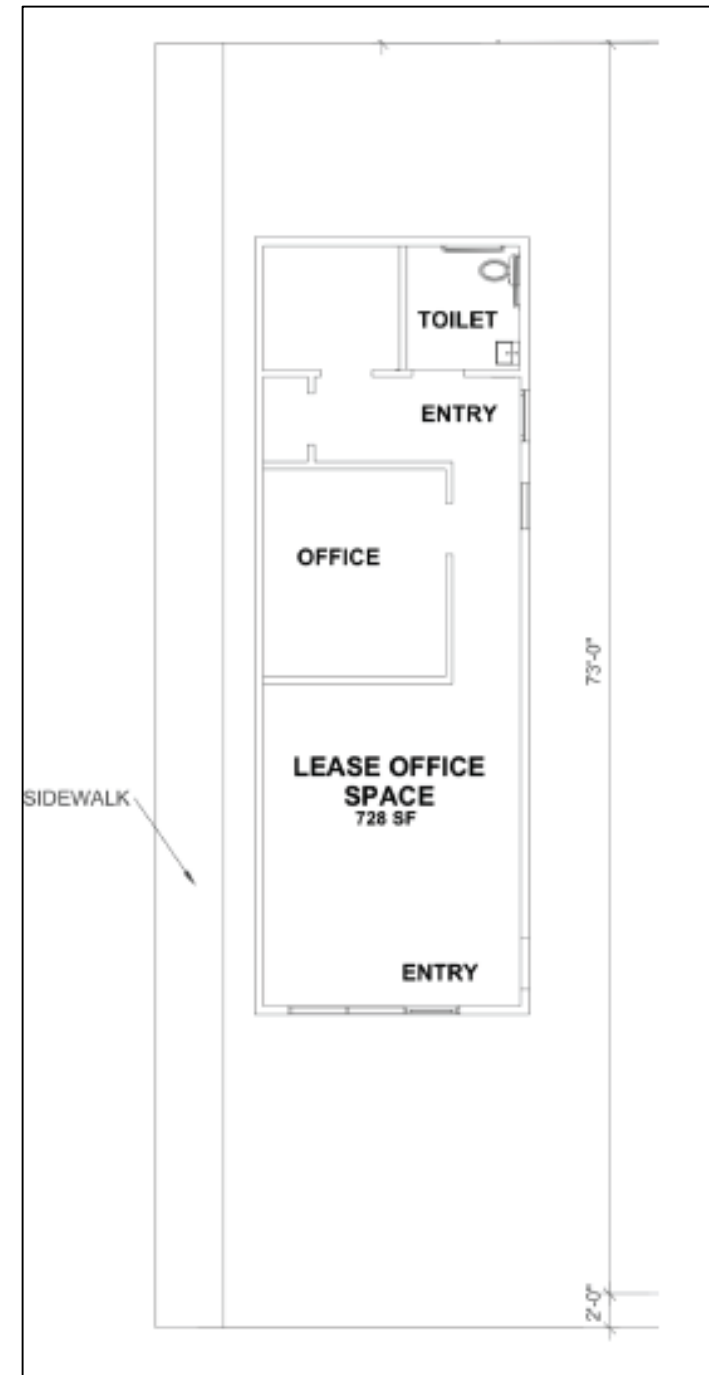 TOILET
ENTRY
OFFICE
73'-0"
LEASE OFFICE
SPACE
728 SF
SIDEWALK
ENTRY
2'-0"